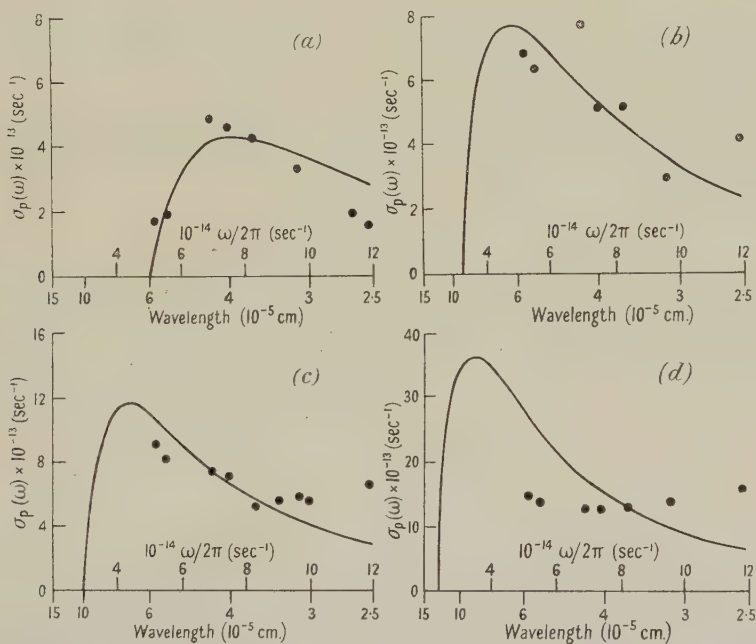 (a)
σp(ω) × 10⁻¹³ (sec⁻¹)
8
6
4
2
0
10⁻¹⁴ ω/2π (sec⁻¹)
4 6 8 10 12
15 10 6 4 3 2·5
Wavelength (10⁻⁵ cm.)
(b)
σp(ω) × 10⁻¹³ (sec⁻¹)
8
6
4
2
0
10⁻¹⁴ ω/2π (sec⁻¹)
4 6 8 10 12
15 10 6 4 3 2·5
Wavelength (10⁻⁵ cm.)
(c)
σp(ω) × 10⁻¹³ (sec⁻¹)
16
12
8
4
0
10⁻¹⁴ ω/2π (sec⁻¹)
4 6 8 10 12
15 10 6 4 3 2·5
Wavelength (10⁻⁵ cm.)
(d)
σp(ω) × 10⁻¹³ (sec⁻¹)
40
30
20
10
0
10⁻¹⁴ ω/2π (sec⁻¹)
4 6 8 10 12
15 10 6 4 3 2·5
Wavelength (10⁻⁵ cm.)